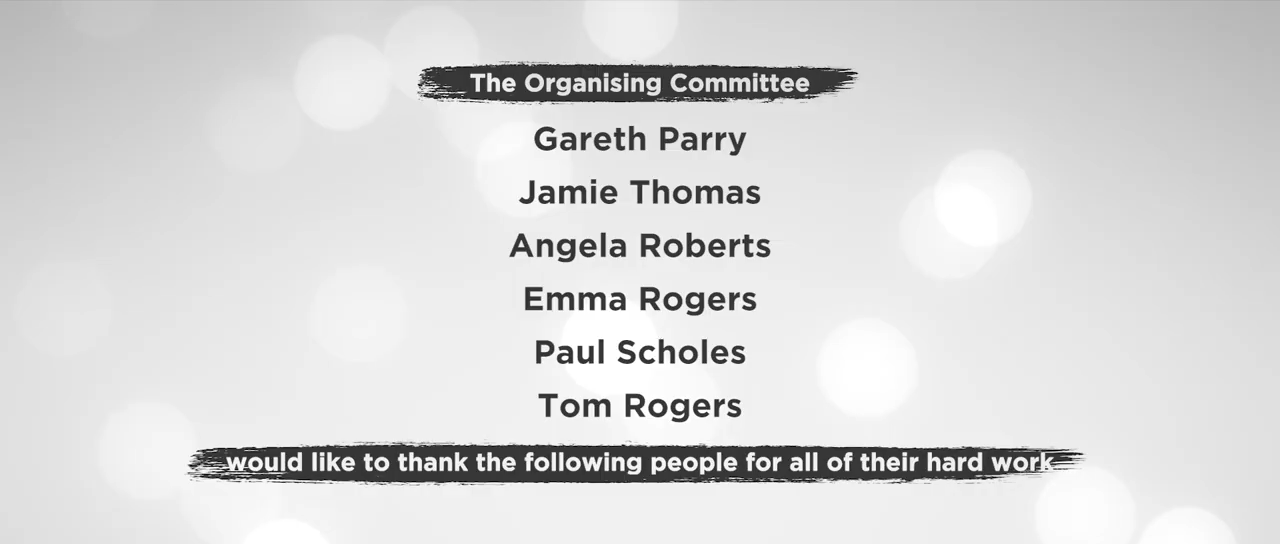 The Organising Committee
Gareth Parry
Jamie Thomas
Angela Roberts
Emma Rogers
Paul Scholes
Tom Rogers
would like to thank the following people for all of their hard work